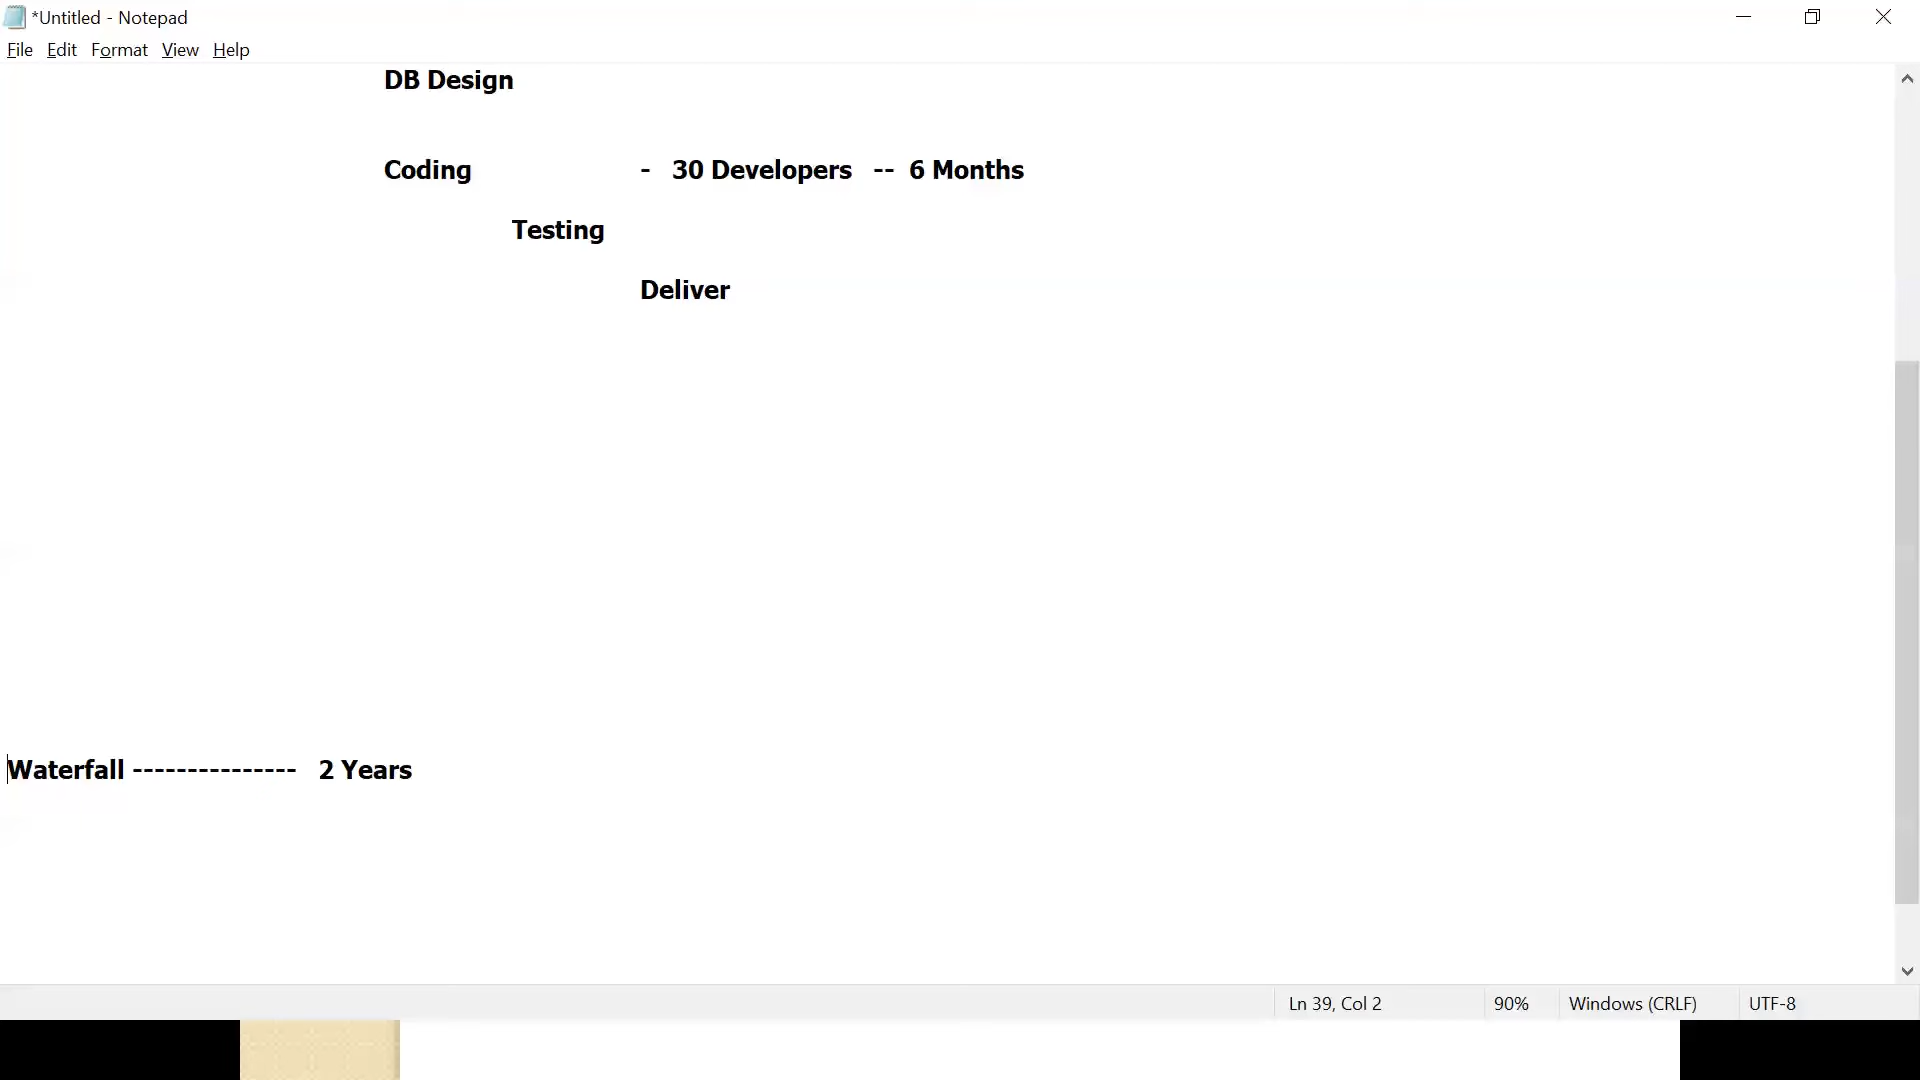 *Untitled - Notepad
File Edit Format View Help
DB Design
Coding - 30 Developers -- 6 Months
Testing
Deliver
Waterfall --------------- 2 Years
Ln 39, Col 2 90% Windows (CRLF) UTF-8